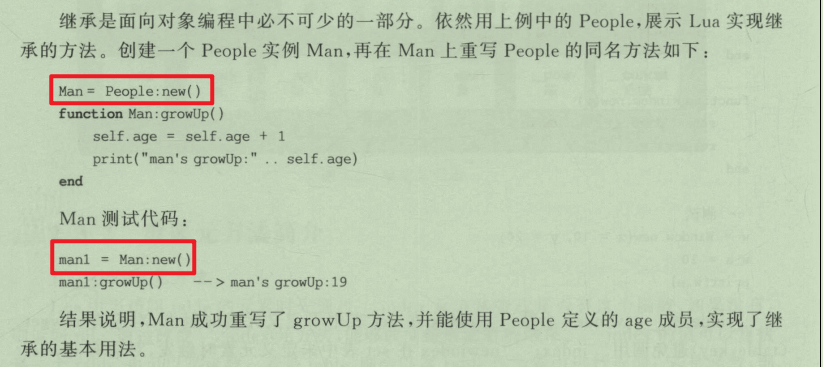 继承是面向对象编程中必不可少的一部分。依然用上例中的 People,展示 Lua 实现继
承的方法。创建一个 People 实例 Man,再在 Man 上重写 People 的同名方法如下:
Man = People:new()
function Man:growUp()
self.age = self.age + 1
print("man's growUp:" .. self.age)
end
Man 测试代码:
man1 = Man:new()
man1:growUp() --> man's growUp:19
结果说明,Man 成功重写了 growUp 方法,并能使用 People 定义的 age 成员,实现了继
承的基本用法。